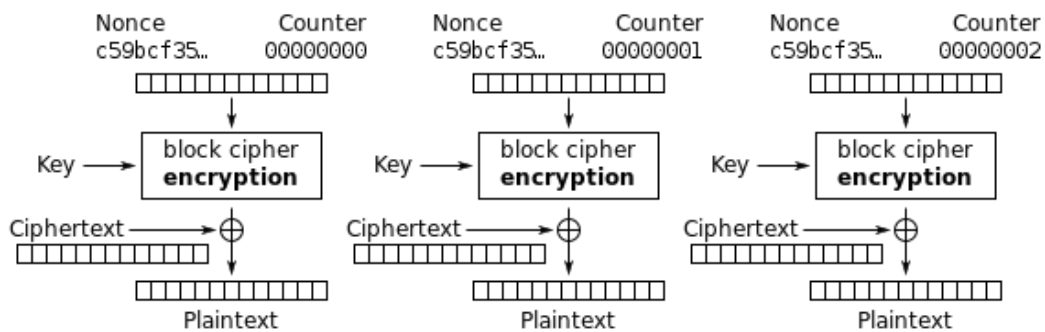 Nonce Counter Nonce Counter Nonce Counter
c59bcf35… 00000000 c59bcf35… 00000001 c59bcf35… 00000002
Key block cipher Key block cipher Key block cipher
encryption encryption encryption
Ciphertext Ciphertext Ciphertext
Plaintext Plaintext Plaintext